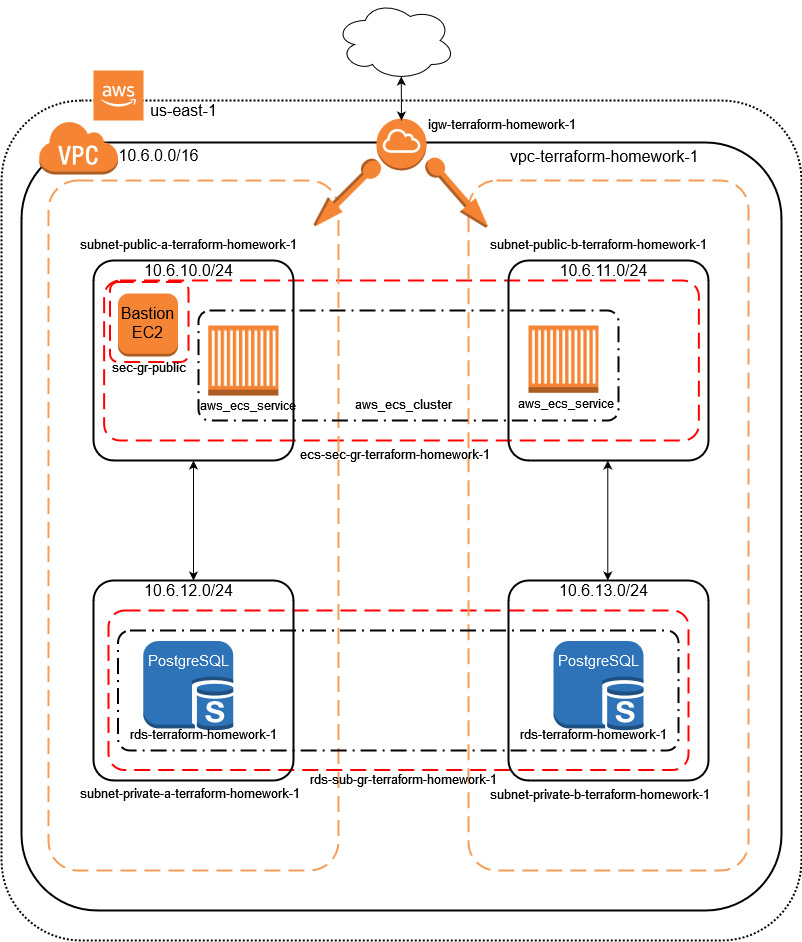 aws
us-east-1
igw-terraform-homework-1
VPC
10.6.0.0/16
vpc-terraform-homework-1
subnet-public-a-terraform-homework-1
subnet-public-b-terraform-homework-1
10.6.10.0/24
10.6.11.0/24
Bastion
EC2
sec-gr-public
aws_ecs_service
aws_ecs_cluster
aws_ecs_service
ecs-sec-gr-terraform-homework-1
10.6.12.0/24
10.6.13.0/24
PostgreSQL
S
rds-terraform-homework-1
PostgreSQL
S
rds-terraform-homework-1
rds-sub-gr-terraform-homework-1
subnet-private-a-terraform-homework-1
subnet-private-b-terraform-homework-1